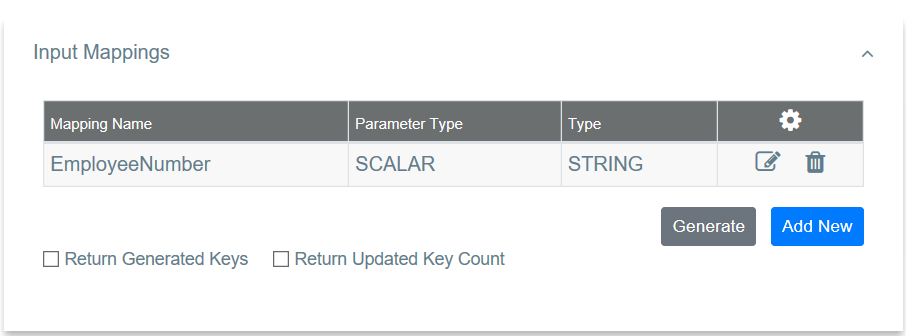 Input Mappings
Mapping Name Parameter Type Type
EmployeeNumber SCALAR STRING
Generate Add New
Return Generated Keys Return Updated Key Count